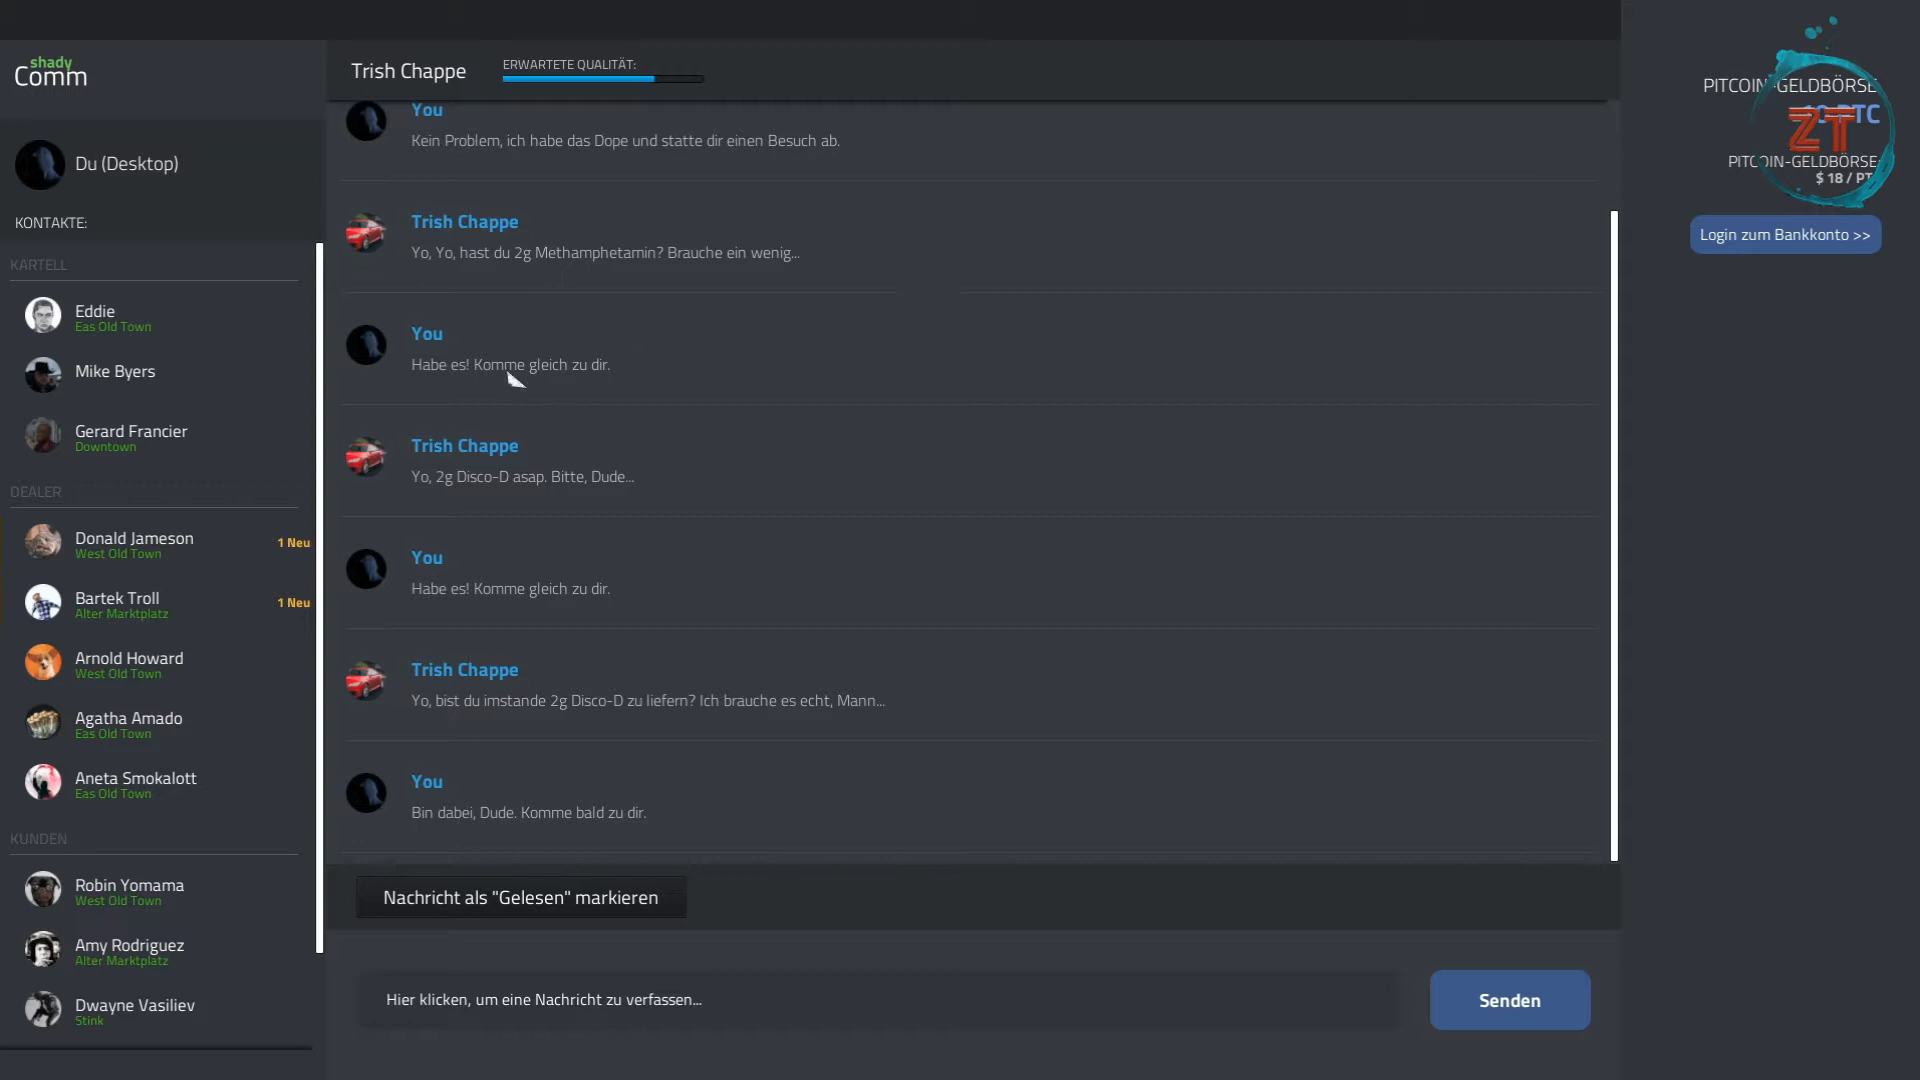 shady
Comm
Du (Desktop)
KONTAKTE:
KARTELL
Eddie
Eas Old Town
Mike Byers
Gerard Francier
Downtown
DEALER
Donald Jameson
West Old Town
1 Neu
Bartek Troll
Alter Marktplatz
1 Neu
Arnold Howard
West Old Town
Agatha Amado
Eas Old Town
Aneta Smokalott
Eas Old Town
KUNDEN
Robin Yomama
West Old Town
Amy Rodriguez
Alter Marktplatz
Dwayne Vasiliev
Stink
Trish Chappe
ERWARTETE QUALITÄT:
You
Kein Problem, ich habe das Dope und statte dir einen Besuch ab.
Trish Chappe
Yo, Yo, hast du 2g Methamphetamin? Brauche ein wenig...
You
Habe es! Komme gleich zu dir.
Trish Chappe
Yo, 2g Disco-D asap. Bitte, Dude...
You
Habe es! Komme gleich zu dir.
Trish Chappe
Yo, bist du imstande 2g Disco-D zu liefern? Ich brauche es echt, Mann...
You
Bin dabei, Dude. Komme bald zu dir.
Nachricht als "Gelesen" markieren
Hier klicken, um eine Nachricht zu verfassen...
Senden
PITCOIN-GELDBÖRSE
PTC
ZT
PITCOIN-GELDBÖRSE
$ 18 / PT
Login zum Bankkonto >>